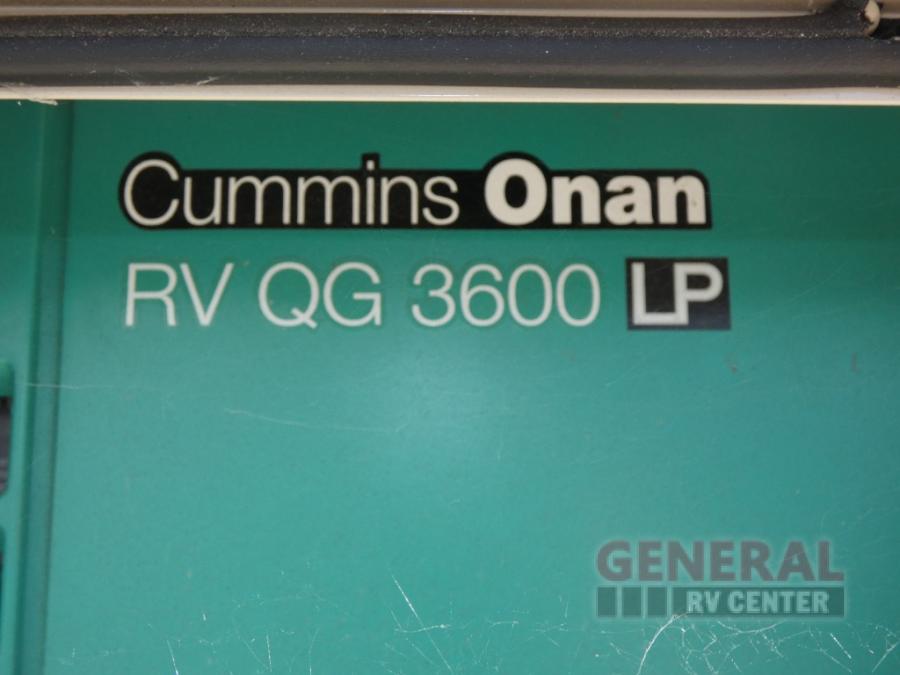 Cummins Onan
RV QG 3600 LP
GENERAL
RV CENTER